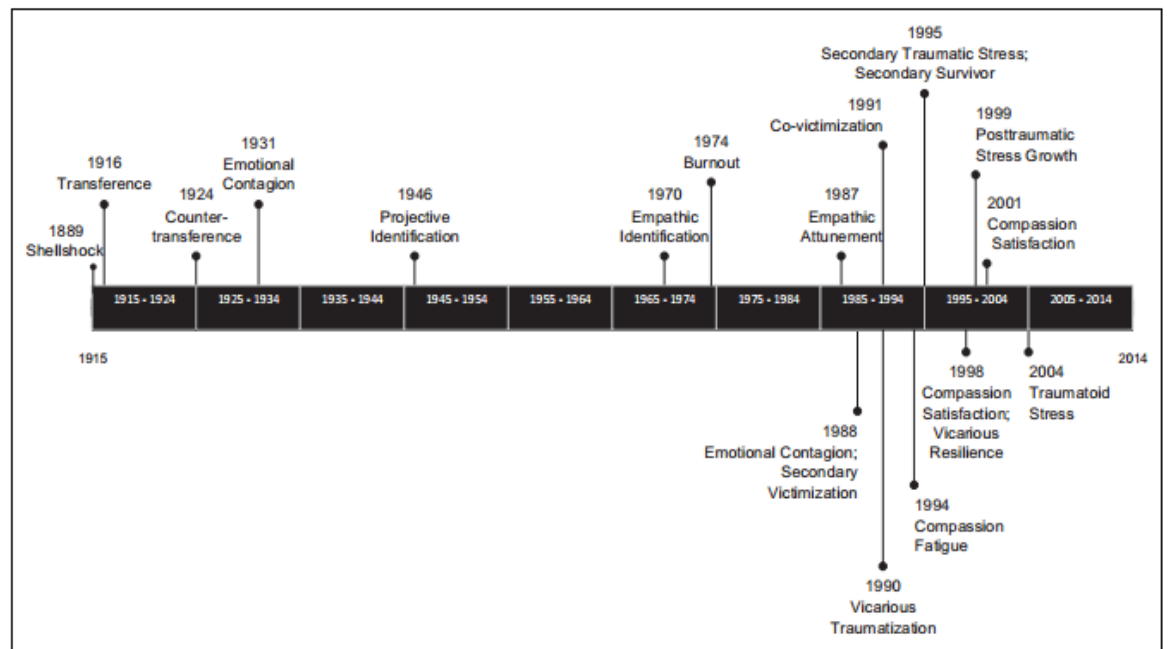 1995
Secondary Traumatic Stress;
Secondary Survivor
1991
Co-victimization
1999
Posttraumatic
Stress Growth
1931
Emotional
Contagion
1974
Burnout
1916
Transference
1924
Counter-
transference
1946
Projective
Identification
1970
Empathic
Identification
1987
Empathic
Attunement
2001
Compassion
Satisfaction
1889
Shellshock
1915 - 1924
1925 - 1934
1935 - 1944
1945 - 1954
1955 - 1964
1965 - 1974
1975 - 1984
1985 - 1994
1995 - 2004
2005 - 2014
1915
2014
1998
Compassion
Satisfaction;
Vicarious
Resilience
2004
Traumatoid
Stress
1988
Emotional Contagion;
Secondary
Victimization
1994
Compassion
Fatigue
1990
Vicarious
Traumatization